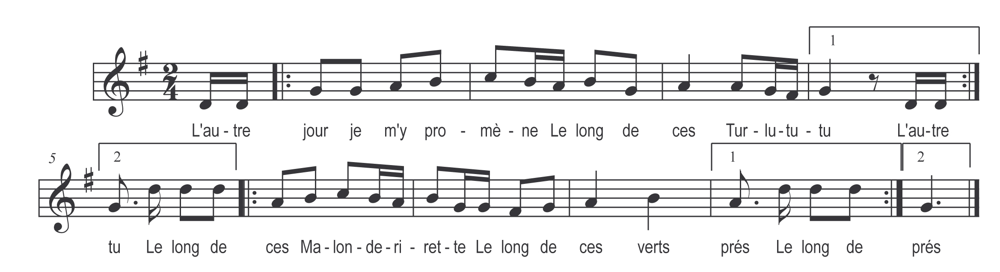 1
L'au - tre jour je m'y pro - mè - ne Le long de ces Tur - lu - tu - tu L'au-tre
5 2 1 2
tu Le long de ces Ma - lon - de - ri - ret - te Le long de ces verts prés Le long de prés